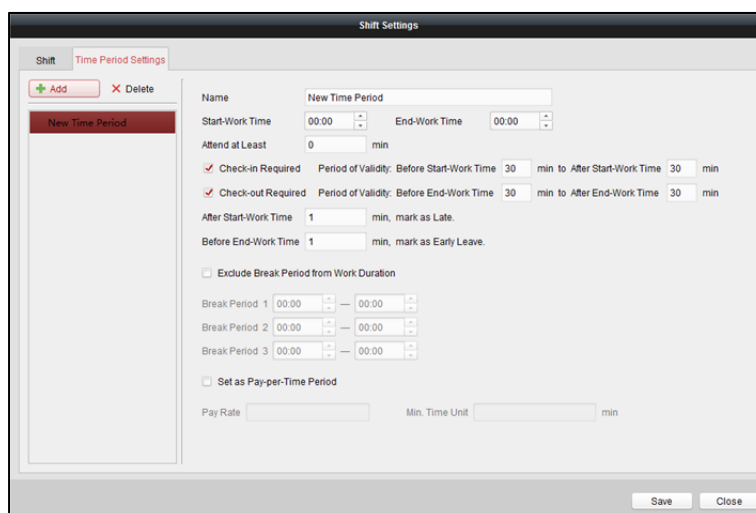 Shift Settings
Shift Time Period Settings
Add Delete
New Time Period
Name New Time Period
Start-Work Time 00:00 End-Work Time 00:00
Attend at Least 0 min
Check-in Required Period of Validity: Before Start-Work Time 30 min to After Start-Work Time 30 min
Check-out Required Period of Validity: Before End-Work Time 30 min to After End-Work Time 30 min
After Start-Work Time 1 min, mark as Late.
Before End-Work Time 1 min, mark as Early Leave.
Exclude Break Period from Work Duration
Break Period 1 00:00 — 00:00
Break Period 2 00:00 — 00:00
Break Period 3 00:00 — 00:00
Set as Pay-per-Time Period
Pay Rate Min. Time Unit min
Save Close